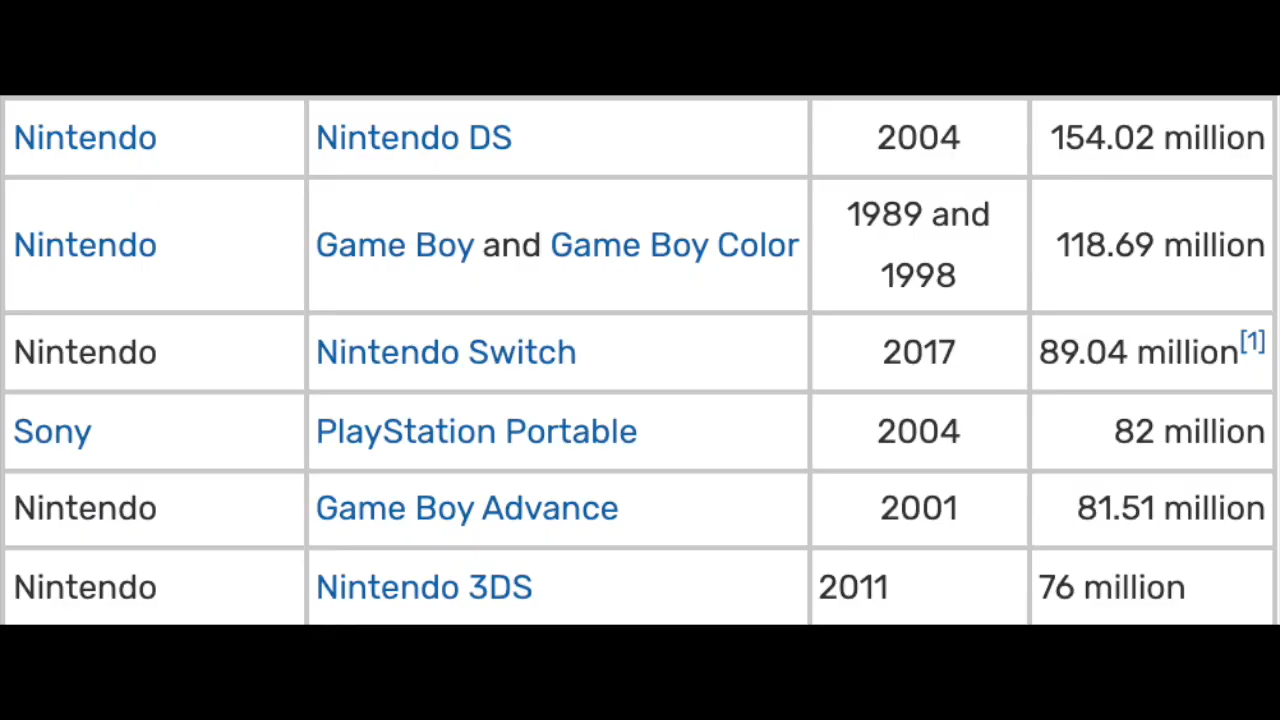 Nintendo Nintendo DS 2004 154.02 million
Nintendo Game Boy and Game Boy Color 1989 and 1998 118.69 million
Nintendo Nintendo Switch 2017 89.04 million[1]
Sony PlayStation Portable 2004 82 million
Nintendo Game Boy Advance 2001 81.51 million
Nintendo Nintendo 3DS 2011 76 million